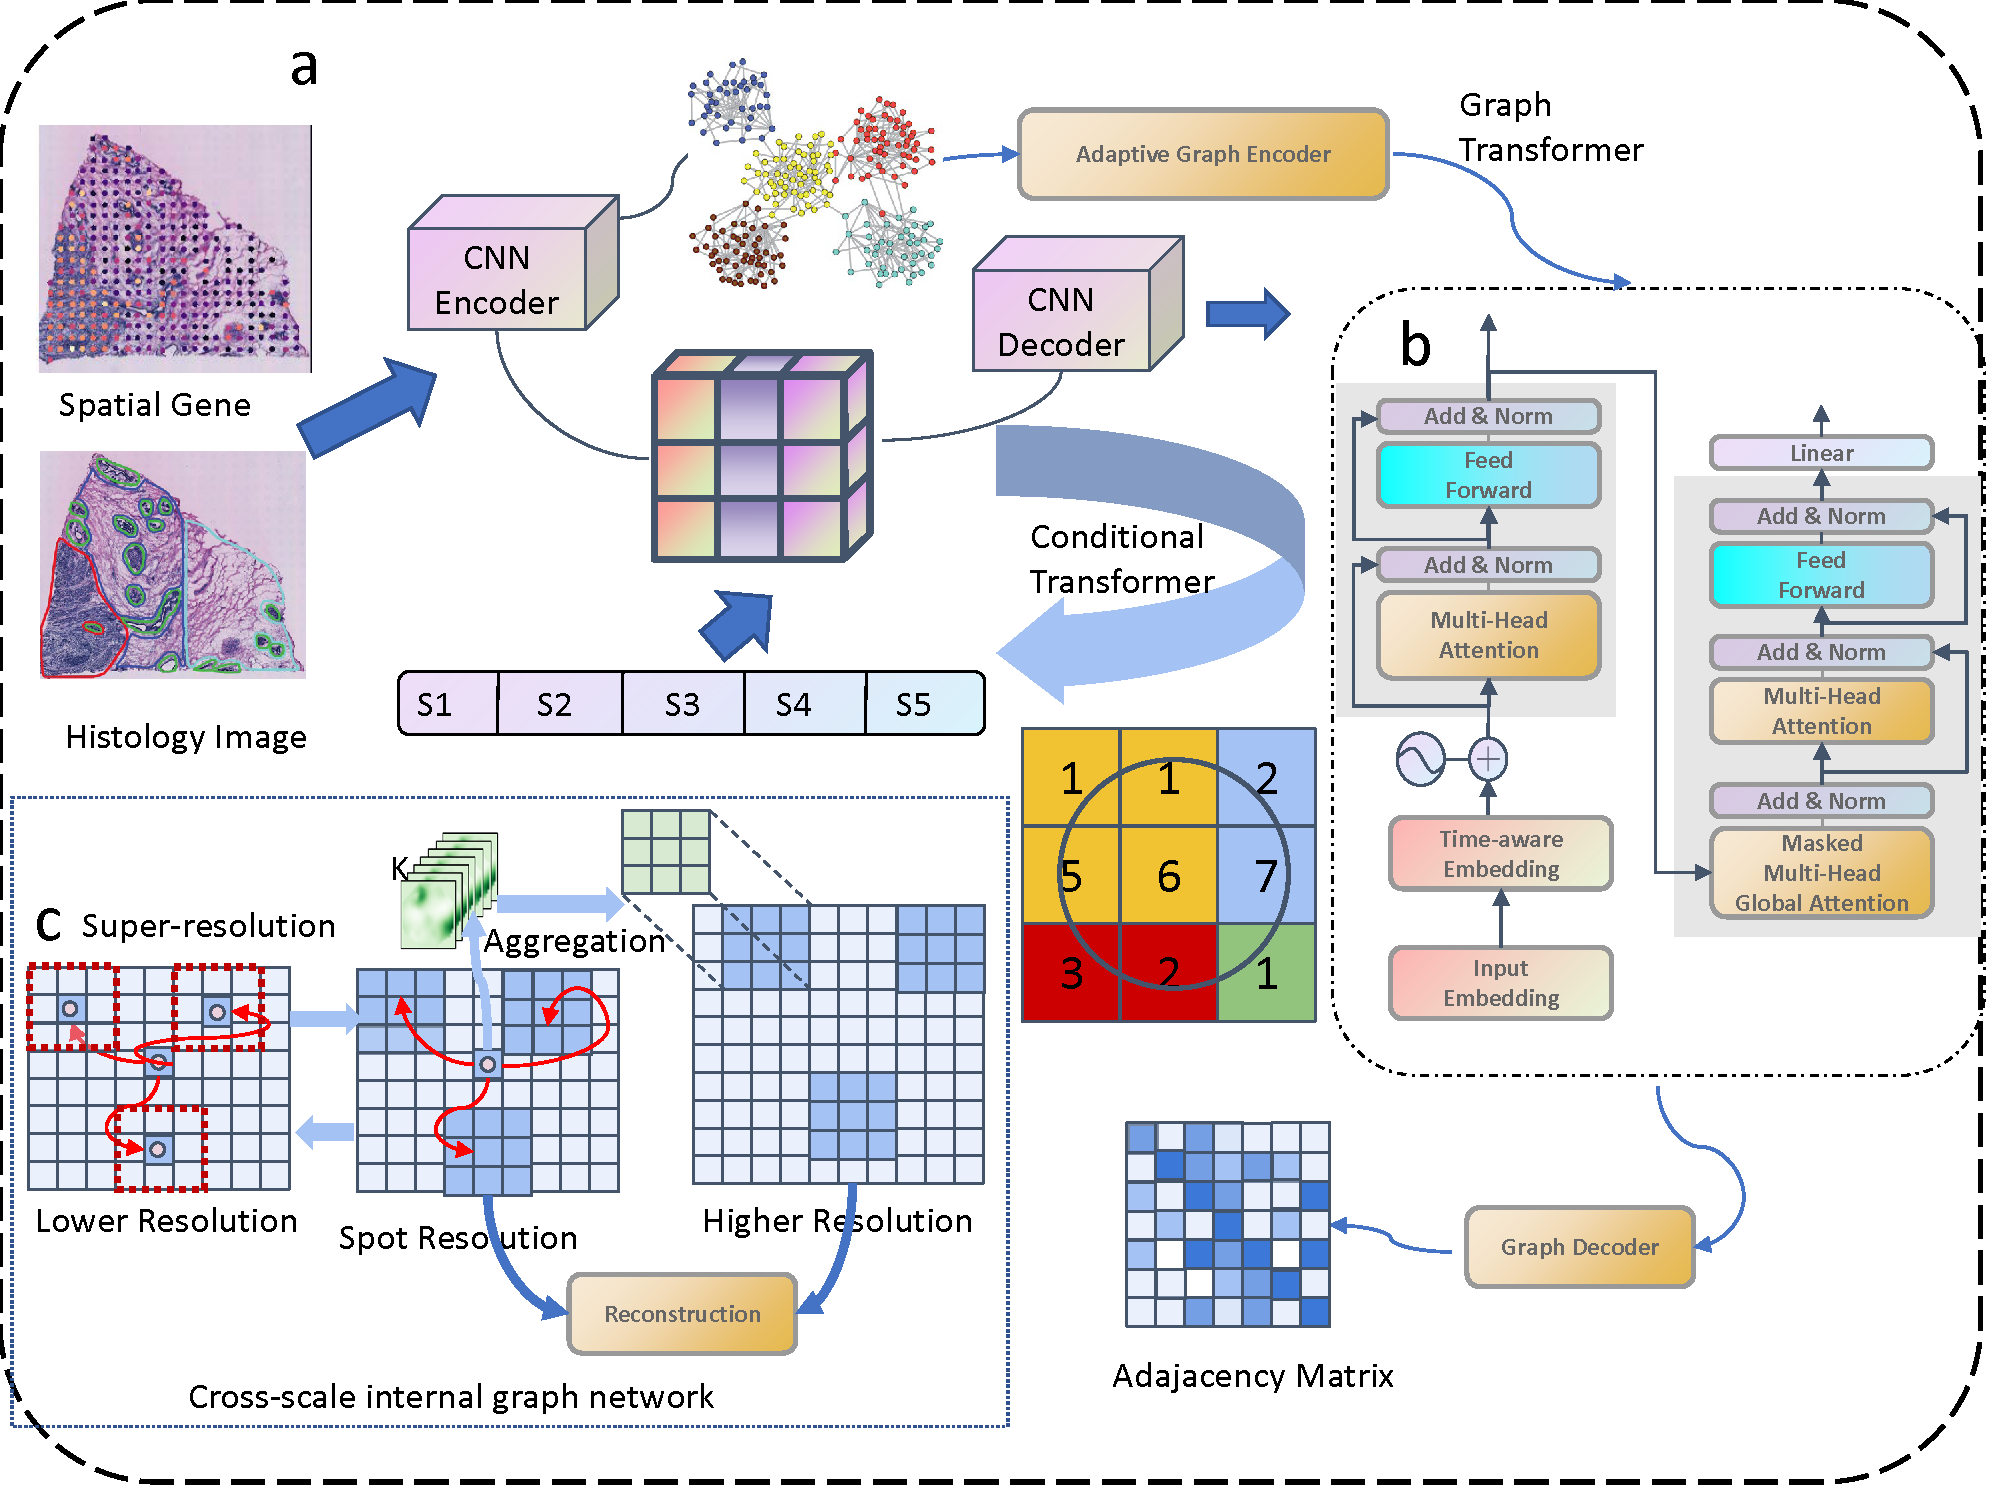 a
Spatial Gene
Histology Image
CNN
Encoder
CNN
Decoder
Adaptive Graph Encoder
Graph
Transformer
Conditional
Transformer
S1 S2 S3 S4 S5
1 1 2
5 6 7
3 2 1
b
Add & Norm
Feed
Forward
Add & Norm
Multi-Head
Attention
+
Time-aware
Embedding
Input
Embedding
Linear
Add & Norm
Feed
Forward
Add & Norm
Multi-Head
Attention
Add & Norm
Masked
Multi-Head
Global Attention
Graph Decoder
Adajacency Matrix
c
Super-resolution
K
Aggregation
Lower Resolution
Spot Resolution
Higher Resolution
Reconstruction
Cross-scale internal graph network